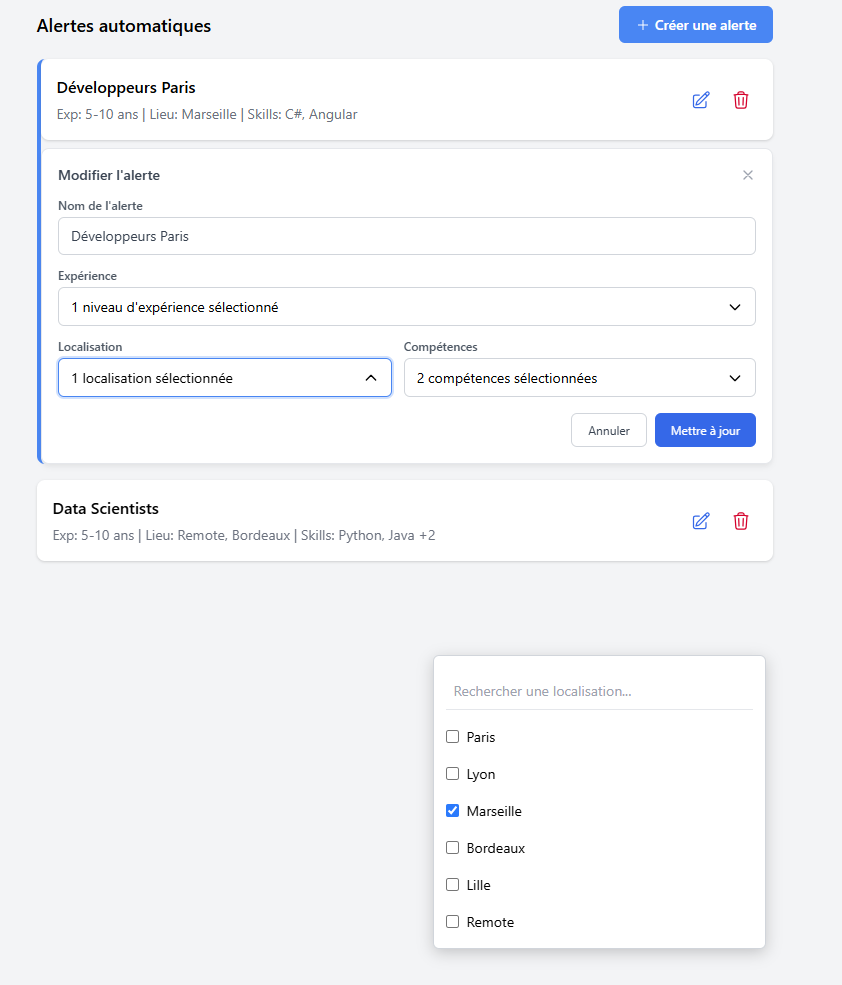 Alertes automatiques
+ Créer une alerte
Développeurs Paris
Exp: 5-10 ans | Lieu: Marseille | Skills: C#, Angular
Modifier l'alerte
Nom de l'alerte
Développeurs Paris
Expérience
1 niveau d'expérience sélectionné
Localisation
Compétences
1 localisation sélectionnée
2 compétences sélectionnées
Annuler
Mettre à jour
Data Scientists
Exp: 5-10 ans | Lieu: Remote, Bordeaux | Skills: Python, Java +2
Rechercher une localisation...
Paris
Lyon
Marseille
Bordeaux
Lille
Remote